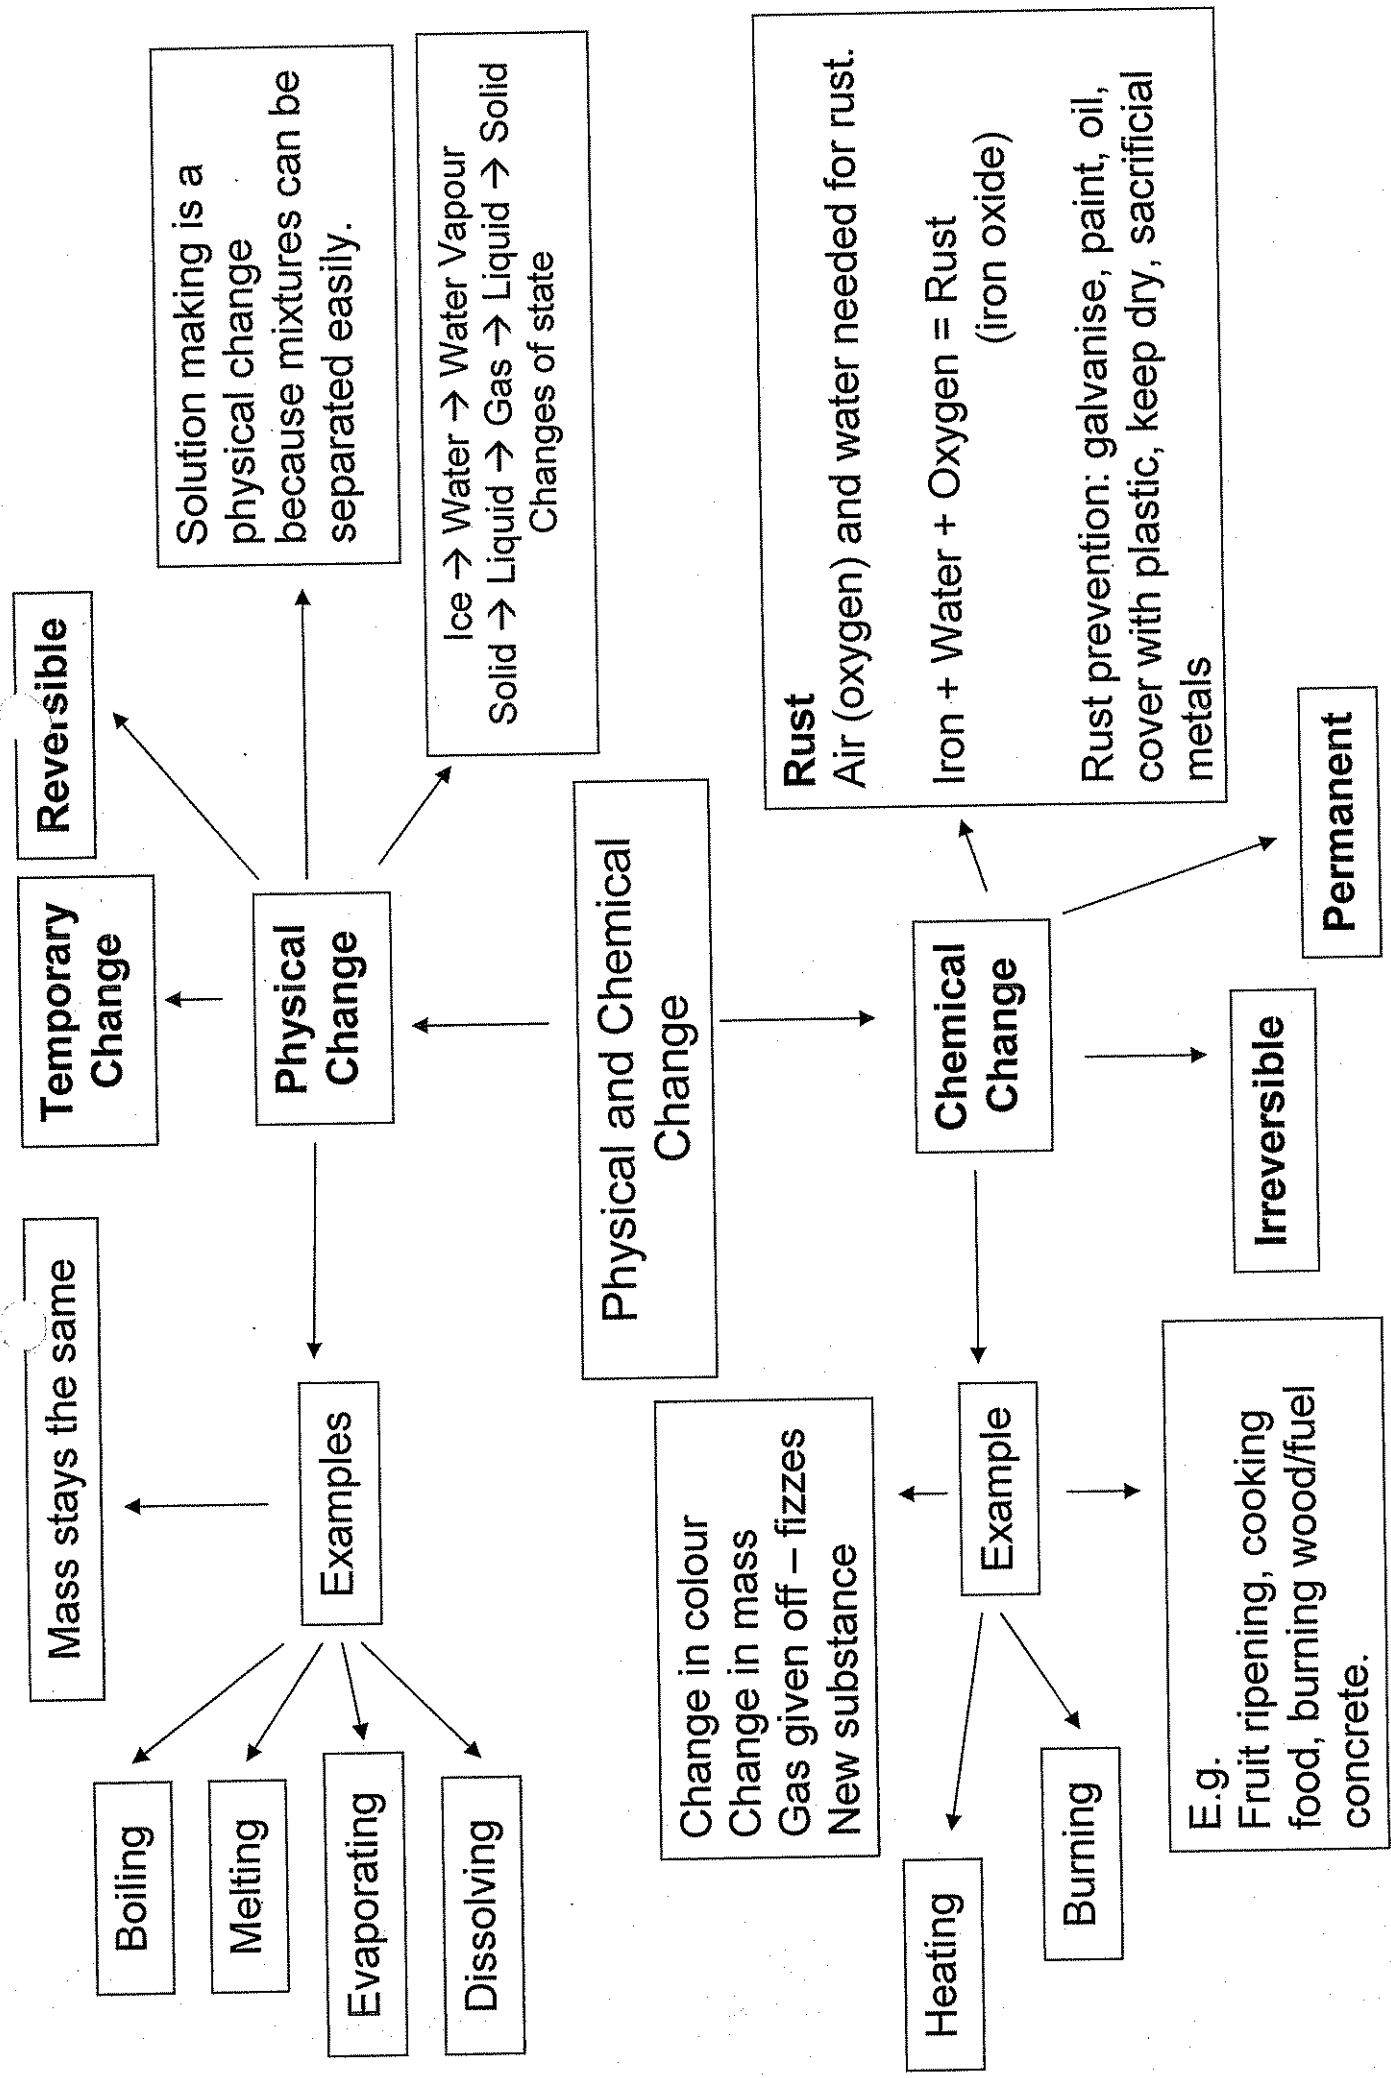 Mass stays the same
Temporary
Change
Reversible
Boiling
Melting
Evaporating
Dissolving
Examples
Physical
Change
Solution making is a
physical change
because mixtures can be
separated easily.
Ice → Water → Water Vapour
Solid → Liquid → Gas → Liquid → Solid
Changes of state
Physical and Chemical
Change
Change in colour
Change in mass
Gas given off – fizzes
New substance
Heating
Burning
Example
Chemical
Change
Rust
Air (oxygen) and water needed for rust.
Iron + Water + Oxygen = Rust
(iron oxide)
Rust prevention: galvanise, paint, oil,
cover with plastic, keep dry, sacrificial
metals
E.g.
Fruit ripening, cooking
food, burning wood/fuel
concrete.
Irreversible
Permanent